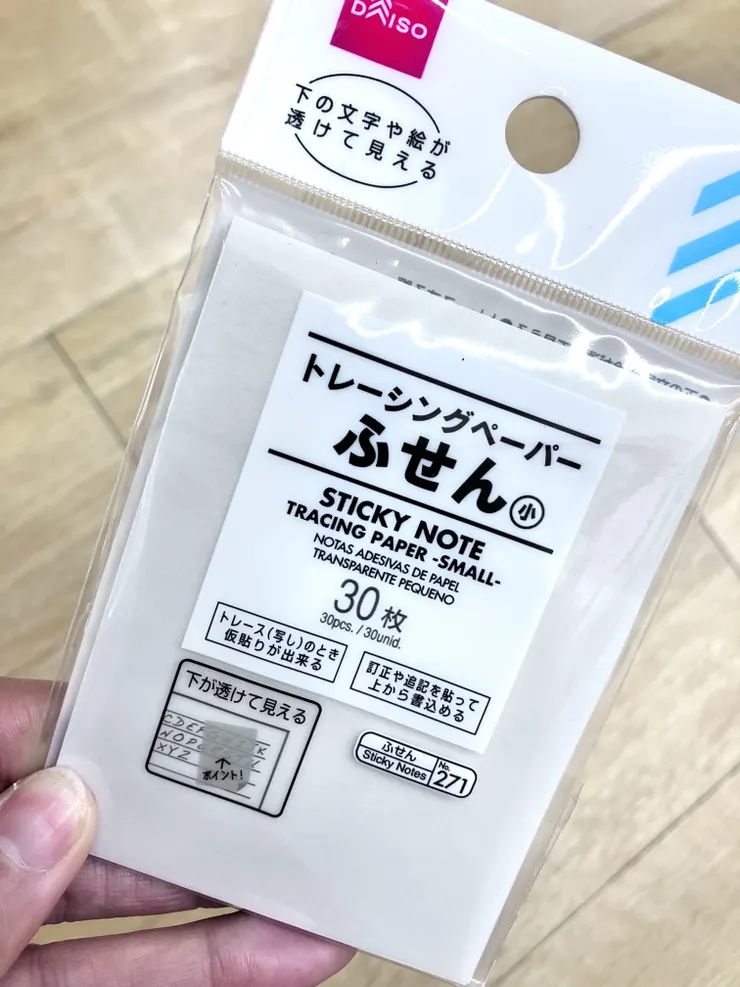 DAISO
下の文字や絵が
透けて見える
トレーシングペーパー
ふせん小
STICKY NOTE
TRACING PAPER -SMALL-
NOTAS ADESIVAS DE PAPEL
TRANSPARENTE PEQUENO
30枚
30pcs. / 30unid.
トレース(写し)のとき
仮貼りが出来る
訂正や追記を貼って
上から書込める
下が透けて見える
XYZ
ポイント!
ふせん
Sticky Notes
No.
271